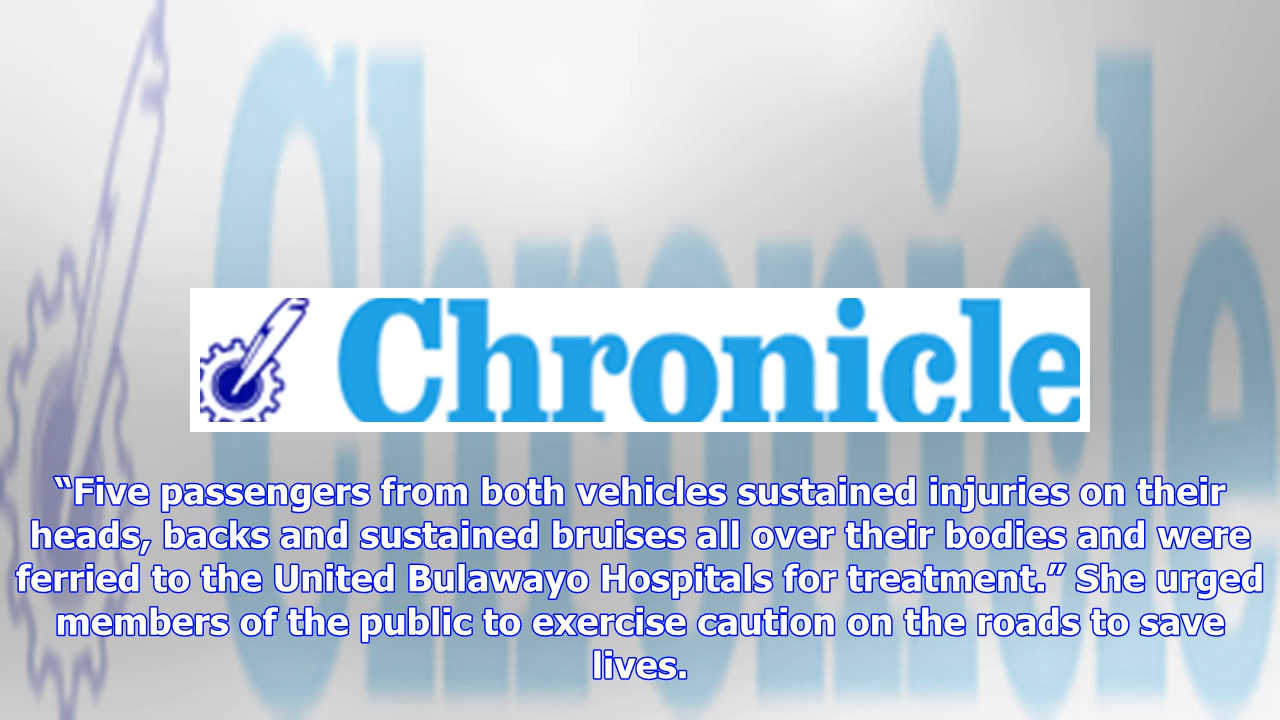 Chronicle
Chronicle
“Five passengers from both vehicles sustained injuries on their
heads, backs and sustained bruises all over their bodies and were
ferried to the United Bulawayo Hospitals for treatment.” She urged
members of the public to exercise caution on the roads to save
lives.